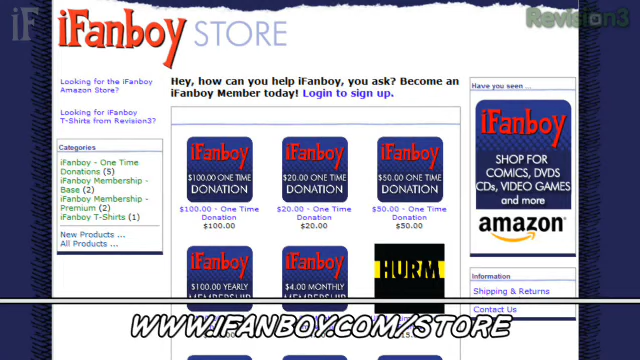 iF
Revision3
iFanboy STORE
Looking for the iFanboy
Amazon Store?
Looking for iFanboy
T-Shirts from Revision3?
Categories
iFanboy - One Time
Donations (5)
iFanboy Membership -
Base (2)
iFanboy Membership -
Premium (2)
iFanboy T-Shirts (1)
New Products ...
All Products ...
Hey, how can you help iFanboy, you ask? Become an
iFanboy Member today! Login to sign up.
iFanboy
$100.00 ONE TIME
DONATION
$100.00 - One Time
Donation
$100.00
iFanboy
$20.00 ONE TIME
DONATION
$20.00 - One Time
Donation
$20.00
iFanboy
$50.00 ONE TIME
DONATION
$50.00 - One Time
Donation
$50.00
iFanboy
$100.00 YEARLY
MEMBERSHIP
iFanboy
$4.00 MONTHLY
MEMBERSHIP
HURM
Have you seen ...
iFanboy
SHOP FOR
COMICS, DVDS
CDs, VIDEO GAMES
and more
amazon
Information
Shipping & Returns
Contact Us
WWW.IFANBOY.COM/STORE